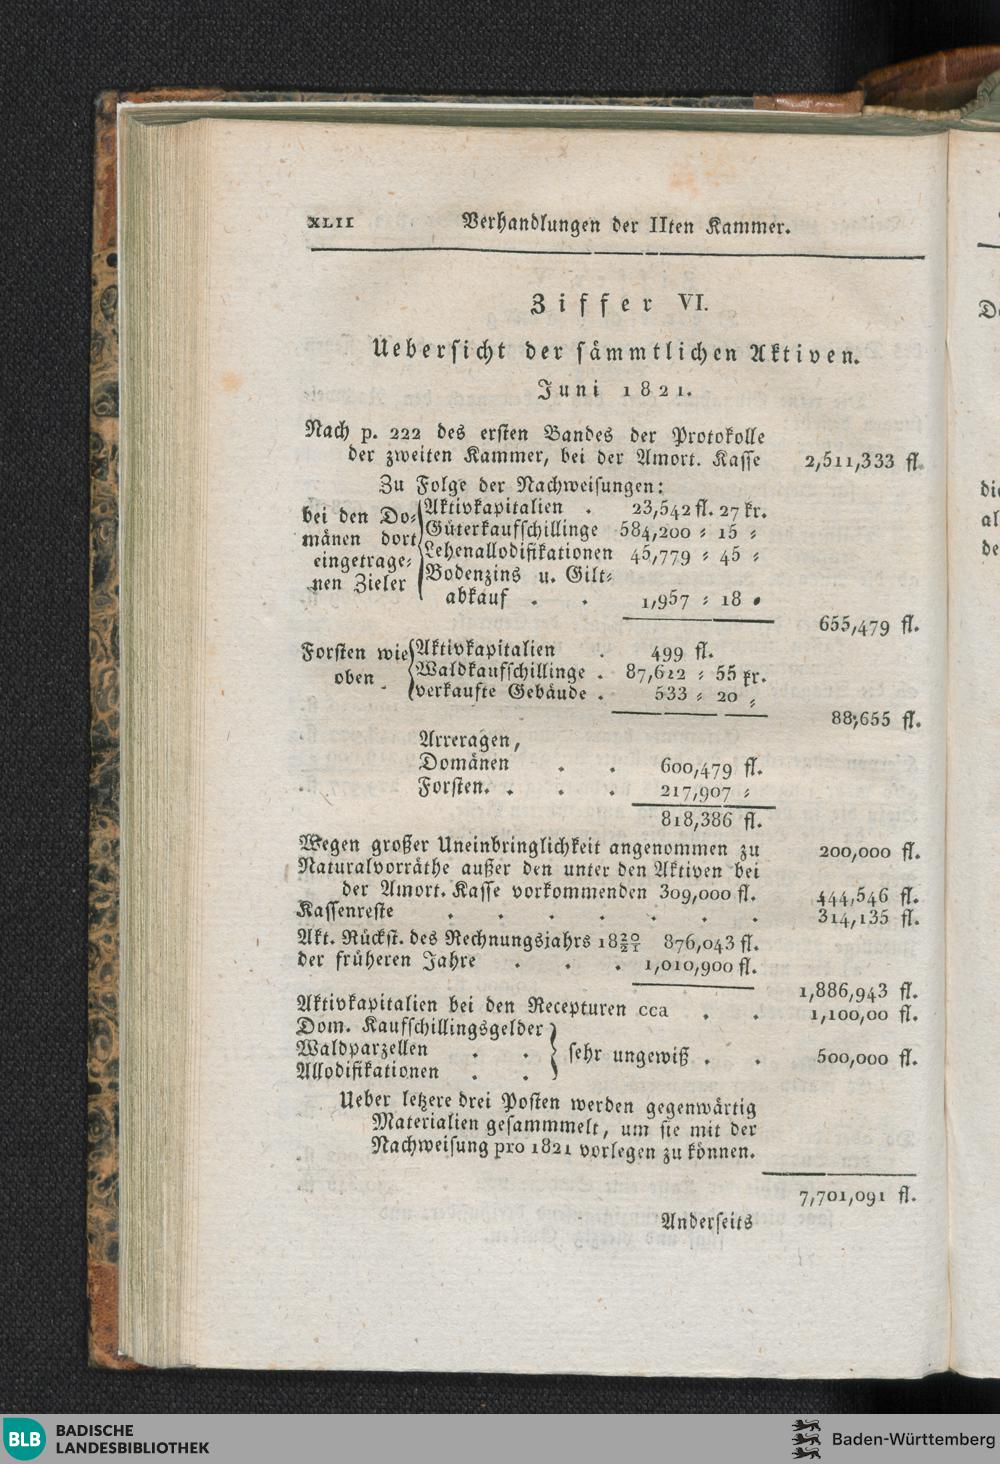 XLII Verhandlungen der IIten Kammer.
Ziffer VI.
Uebersicht der sämmtlichen Aktiven.
Juni 1821.
Nach p. 222 des ersten Bandes der Protokolle
der zweiten Kammer, bei der Amort. Kasse 2,511,333 fl.
Zu Folge der Nachweisungen:
bei den Do-
mänen dort
eingetrage-
nen Zieler
Aktivkapitalien . 23,542 fl. 27 kr.
Güterkaufschillinge 584,200 = 15 =
Lehenallodifikationen 45,779 = 45 =
Bodenzins u. Gilt-
abkauf . . 1,957 = 18 =
655,479 fl.
Forsten wie
oben
Aktivkapitalien . 499 fl.
Waldkaufschillinge . 87,612 = 55 kr.
verkaufte Gebäude . 533 = 20 =
88,655 fl.
Arreragen,
Domänen . . 600,479 fl.
Forsten. . . . 217,907 =
818,386 fl.
Wegen großer Uneinbringlichkeit angenommen zu 200,000 fl.
Naturalvorräthe außer den unter den Aktiven bei
der Amort. Kasse vorkommenden 309,000 fl. 444,546 fl.
Kassenreste . . . . . . . 314,135 fl.
Akt. Rückst. des Rechnungsjahrs 18 20/21 876,043 fl.
der früheren Jahre . . . 1,010,900 fl.
1,886,943 fl.
Aktivkapitalien bei den Recepturen cca . . 1,100,00 fl.
Dom. Kaufschillingsgelder
Waldparzellen . . sehr ungewiß . . 500,000 fl.
Allodifikationen . .
Ueber letzere drei Posten werden gegenwärtig
Materialien gesammmelt, um sie mit der
Nachweisung pro 1821 vorlegen zu können.
7,701,091 fl.
Anderseits
BLB
BADISCHE
LANDESBIBLIOTHEK
Baden-Württemberg